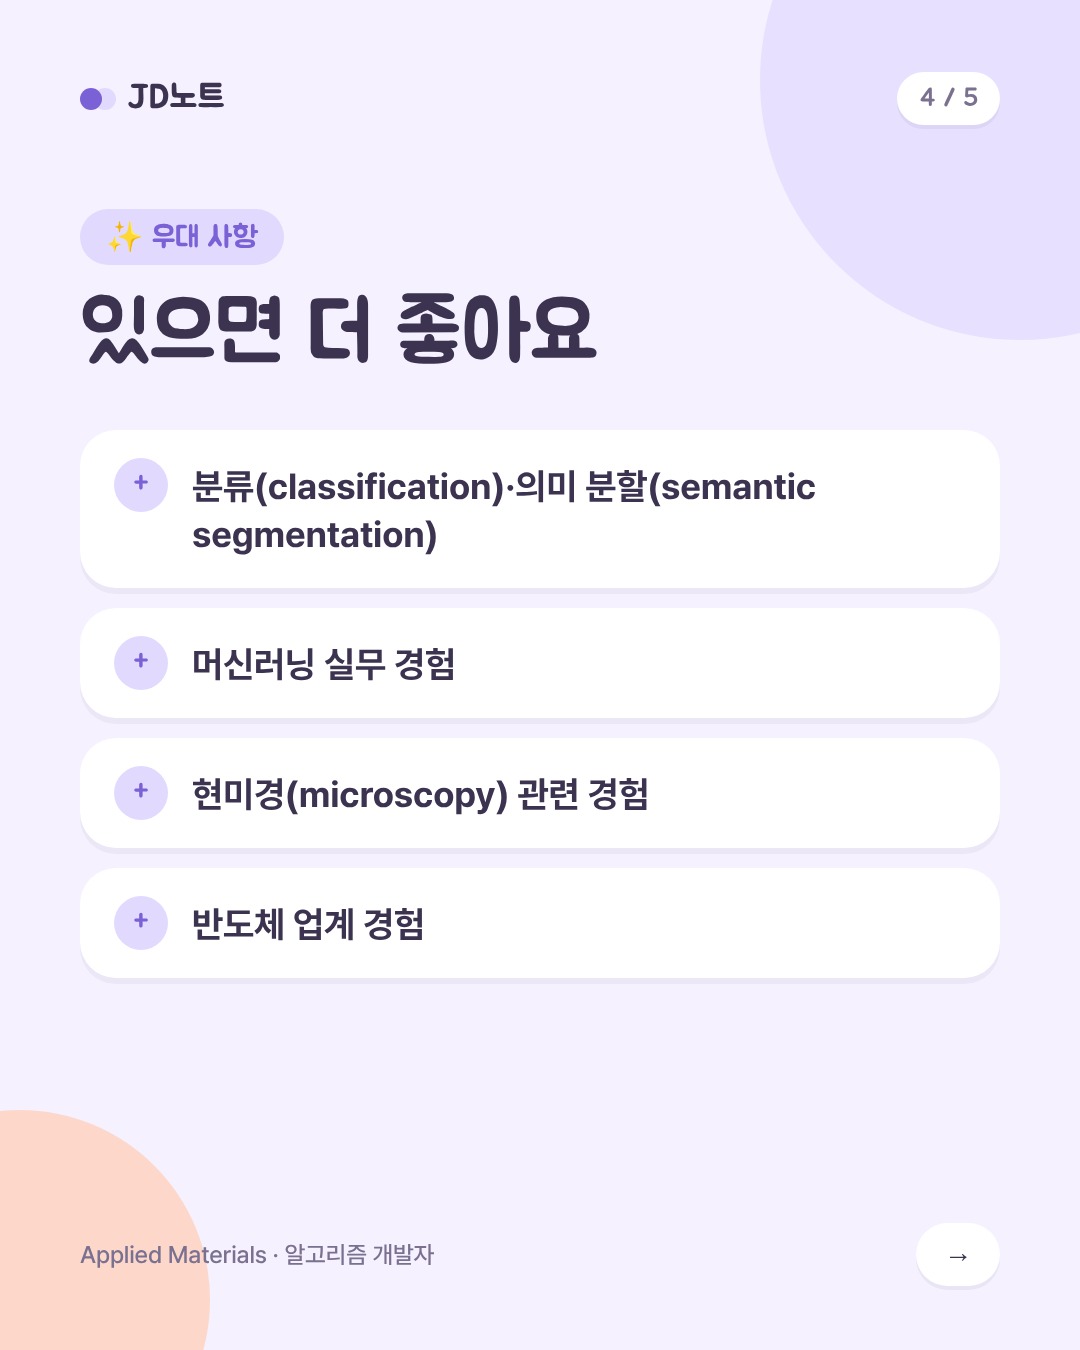 JD노트
4 / 5
✨ 우대 사항
있으면 더 좋아요
+ 분류(classification)·의미 분할(semantic
segmentation)
+ 머신러닝 실무 경험
+ 현미경(microscopy) 관련 경험
+ 반도체 업계 경험
Applied Materials · 알고리즘 개발자
→